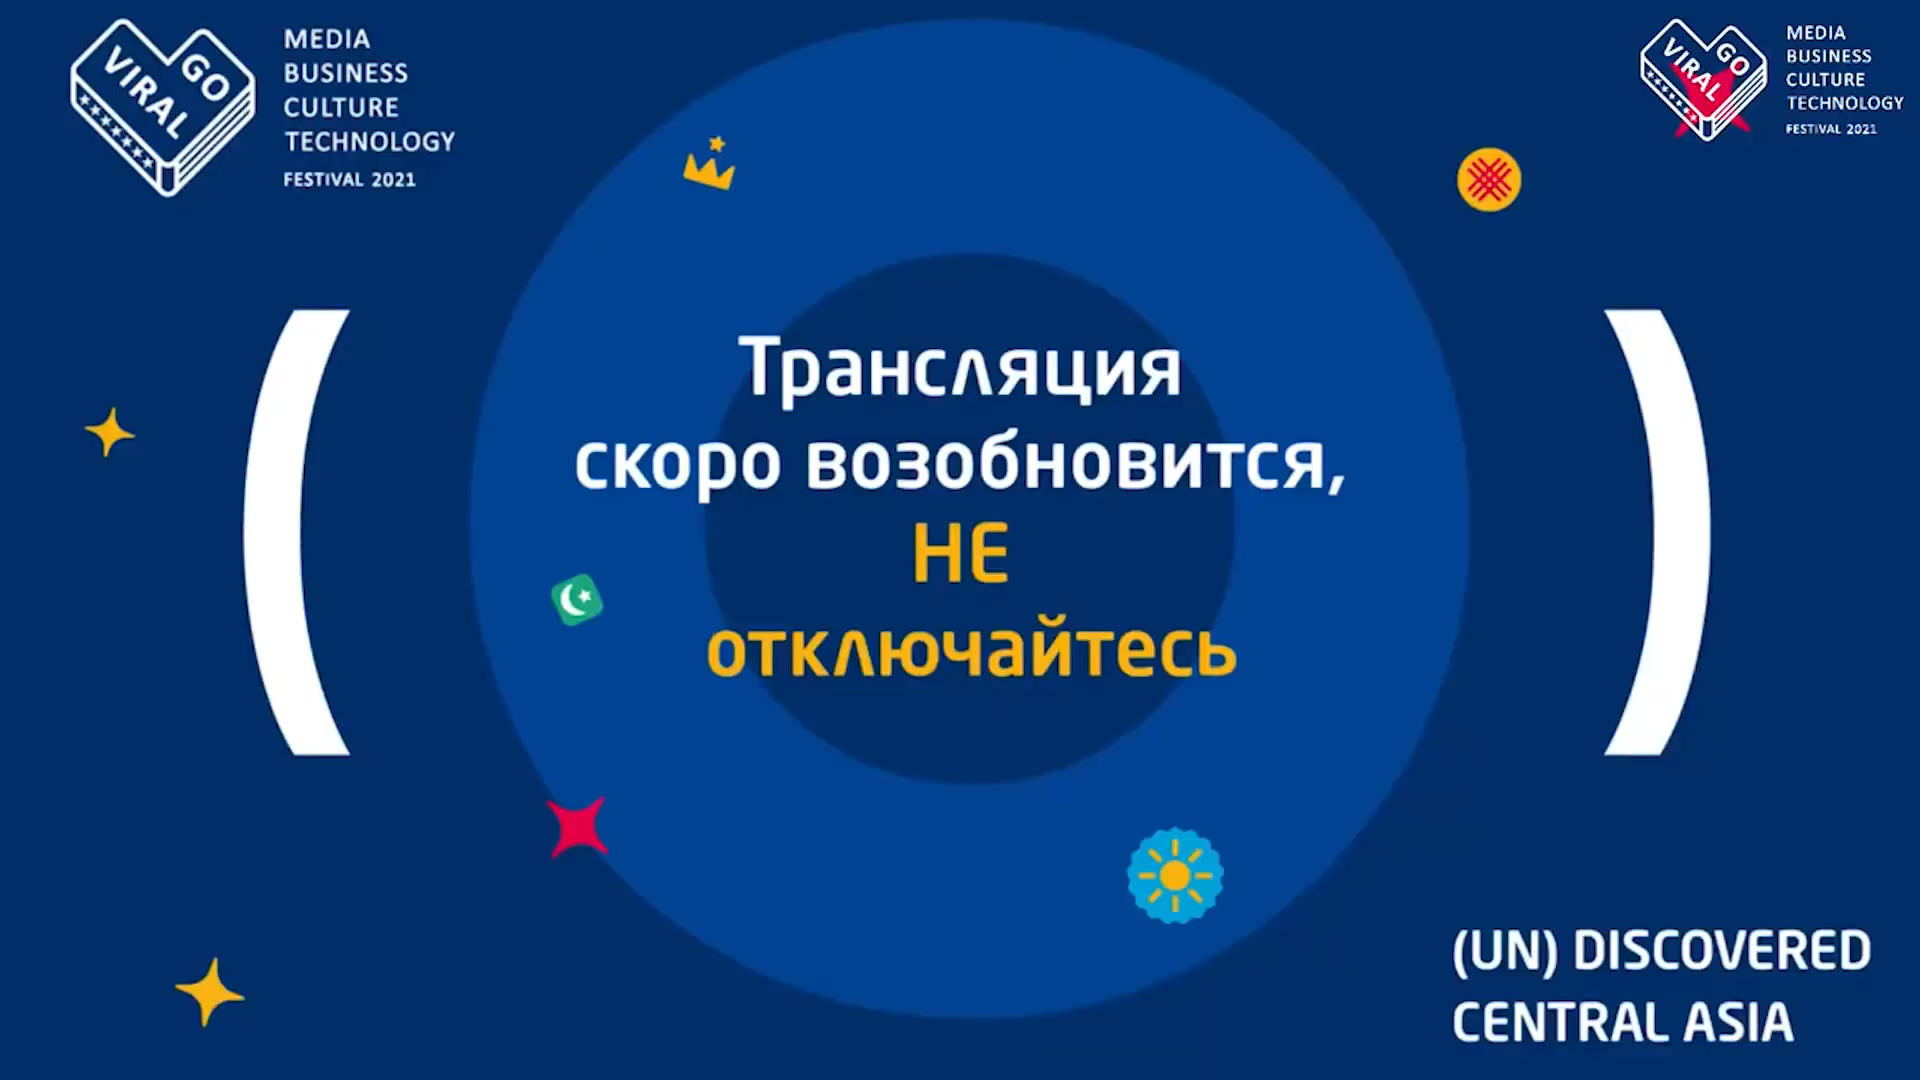 GO
VIRAL
MEDIA
BUSINESS
CULTURE
TECHNOLOGY
FESTIVAL 2021
GO
VIRAL
MEDIA
BUSINESS
CULTURE
TECHNOLOGY
FESTIVAL 2021
Трансляция
скоро возобновится,
НЕ
отключайтесь
(UN) DISCOVERED
CENTRAL ASIA